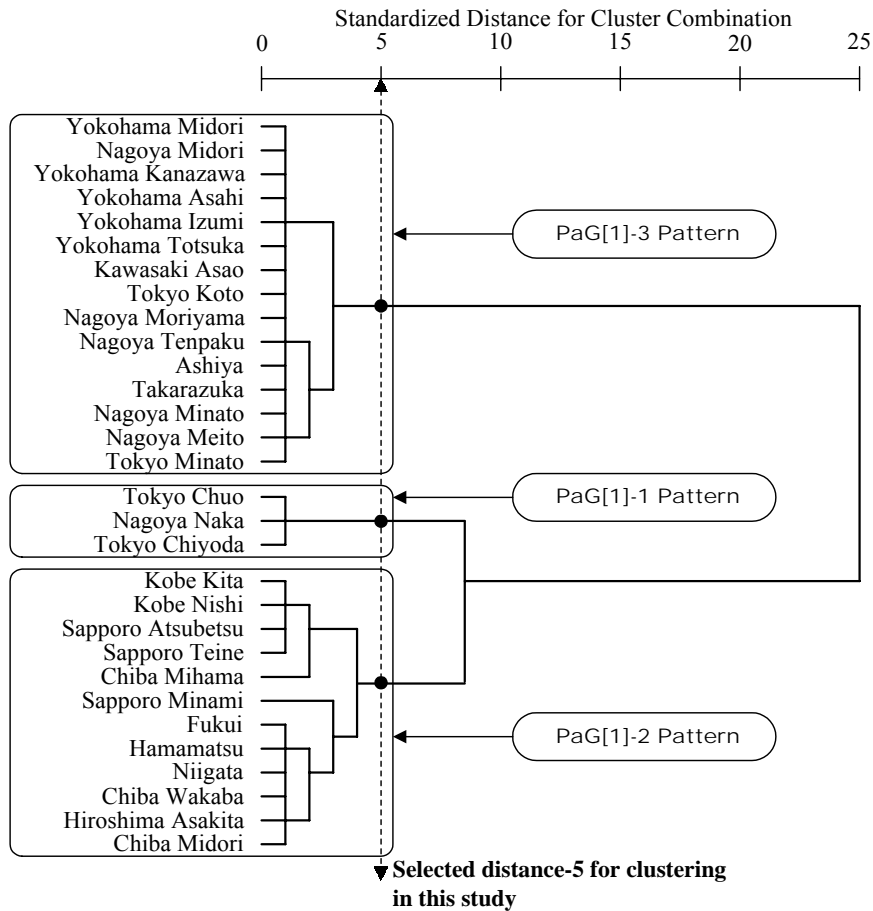 Standardized Distance for Cluster Combination
0 5 10 15 20 25
Yokohama Midori
Nagoya Midori
Yokohama Kanazawa
Yokohama Asahi
Yokohama Izumi
PaG[1]-3 Pattern
Yokohama Totsuka
Kawasaki Asao
Tokyo Koto
Nagoya Moriyama
Nagoya Tenpaku
Ashiya
Takarazuka
Nagoya Minato
Nagoya Meito
Tokyo Minato
Tokyo Chuo
PaG[1]-1 Pattern
Nagoya Naka
Tokyo Chiyoda
Kobe Kita
Kobe Nishi
Sapporo Atsubetsu
Sapporo Teine
Chiba Mihama
Sapporo Minami
Fukui
PaG[1]-2 Pattern
Hamamatsu
Niigata
Chiba Wakaba
Hiroshima Asakita
Chiba Midori
Selected distance-5 for clustering
in this study